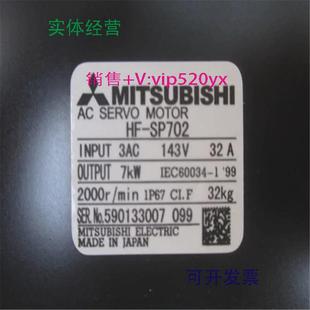 实体经营
销售+V:vip520yx
MITSUBISHI
AC SERVO MOTOR
HF-SP702
INPUT 3AC 143V 32A
OUTPUT 7kW IEC60034-1'99
2000r/min IP67 CI.F 32kg
SER.No.590133007 099
MITSUBISHI ELECTRIC
MADE IN JAPAN
可开发票